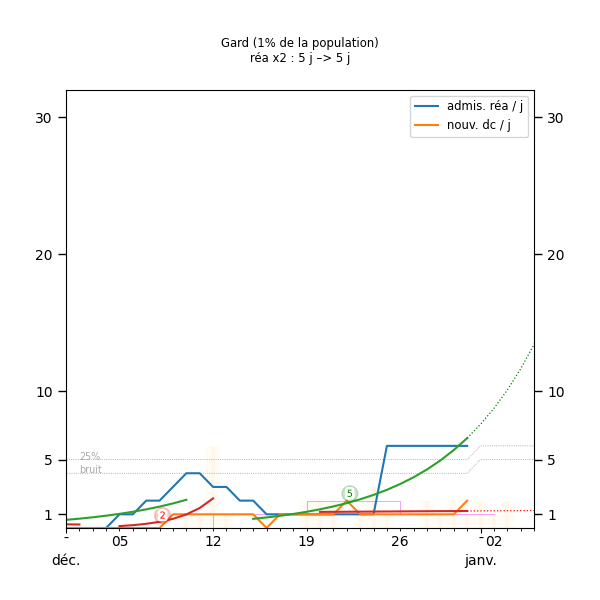 Gard (1% de la population)
réa x2 : 5 j –> 5 j
admis. réa / j
nouv. dc / j
30 30
20 20
10 10
5 5
1 1
25%
bruit
2
5
- 05 12 19 26 - 02
déc. janv.